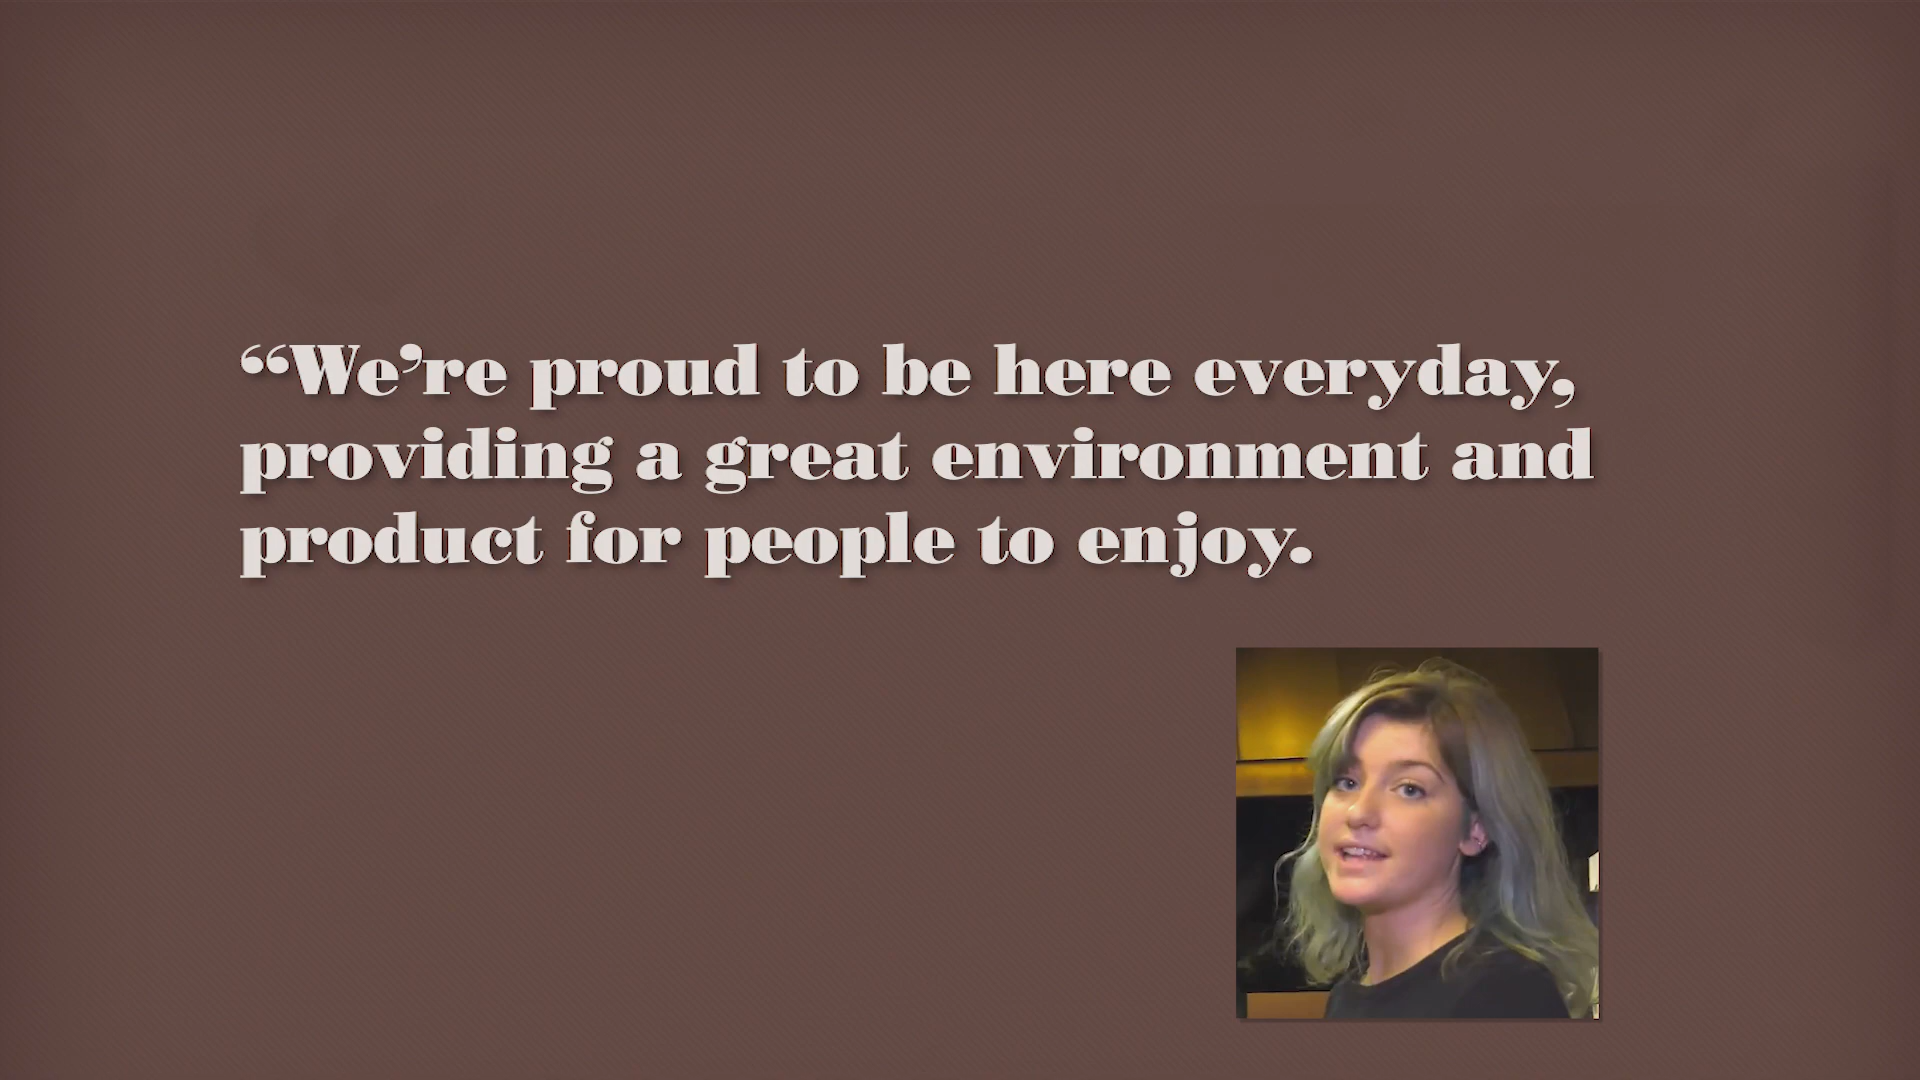 “We’re proud to be here everyday,
providing a great environment and
product for people to enjoy.